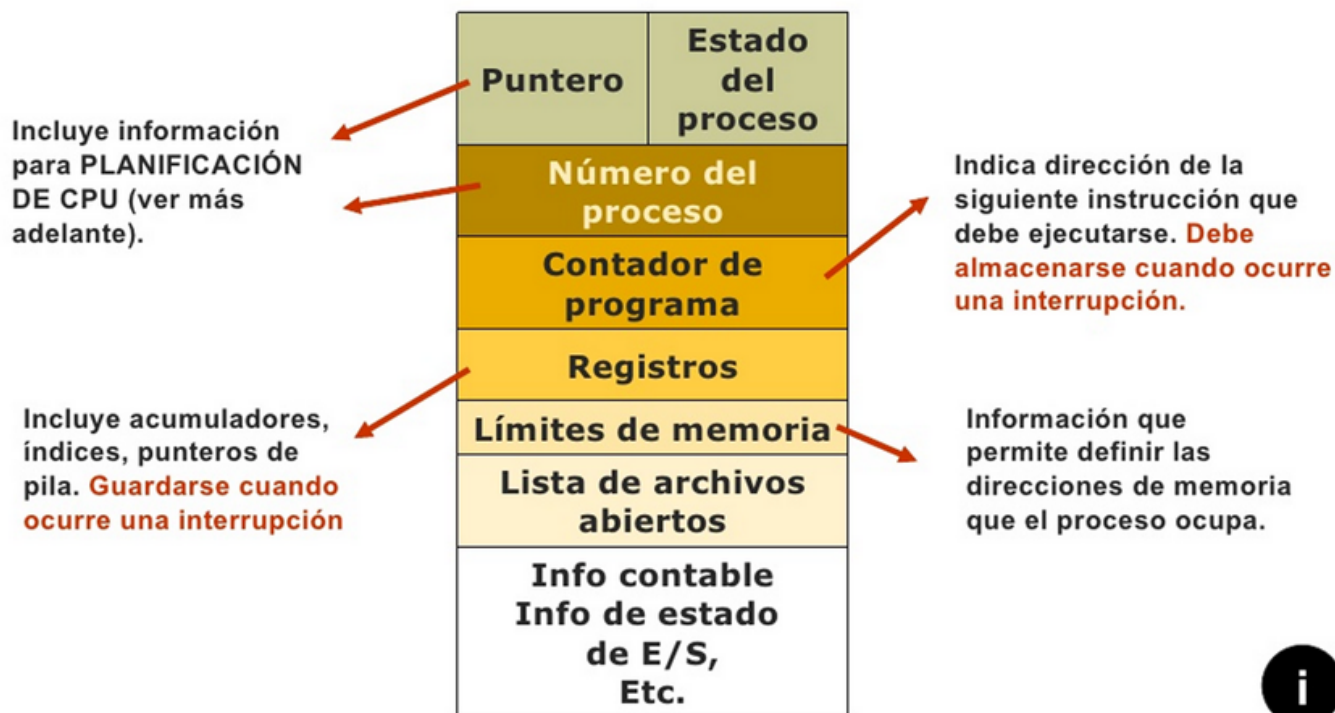 Puntero
Estado
del
proceso
Incluye información
para PLANIFICACIÓN
DE CPU (ver más
adelante).
Número del
proceso
Indica dirección de la
siguiente instrucción que
debe ejecutarse. Debe
almacenarse cuando ocurre
una interrupción.
Contador de
programa
Registros
Incluye acumuladores,
índices, punteros de
pila. Guardarse cuando
ocurre una interrupción
Límites de memoria
Información que
permite definir las
direcciones de memoria
que el proceso ocupa.
Lista de archivos
abiertos
Info contable
Info de estado
de E/S,
Etc.
i